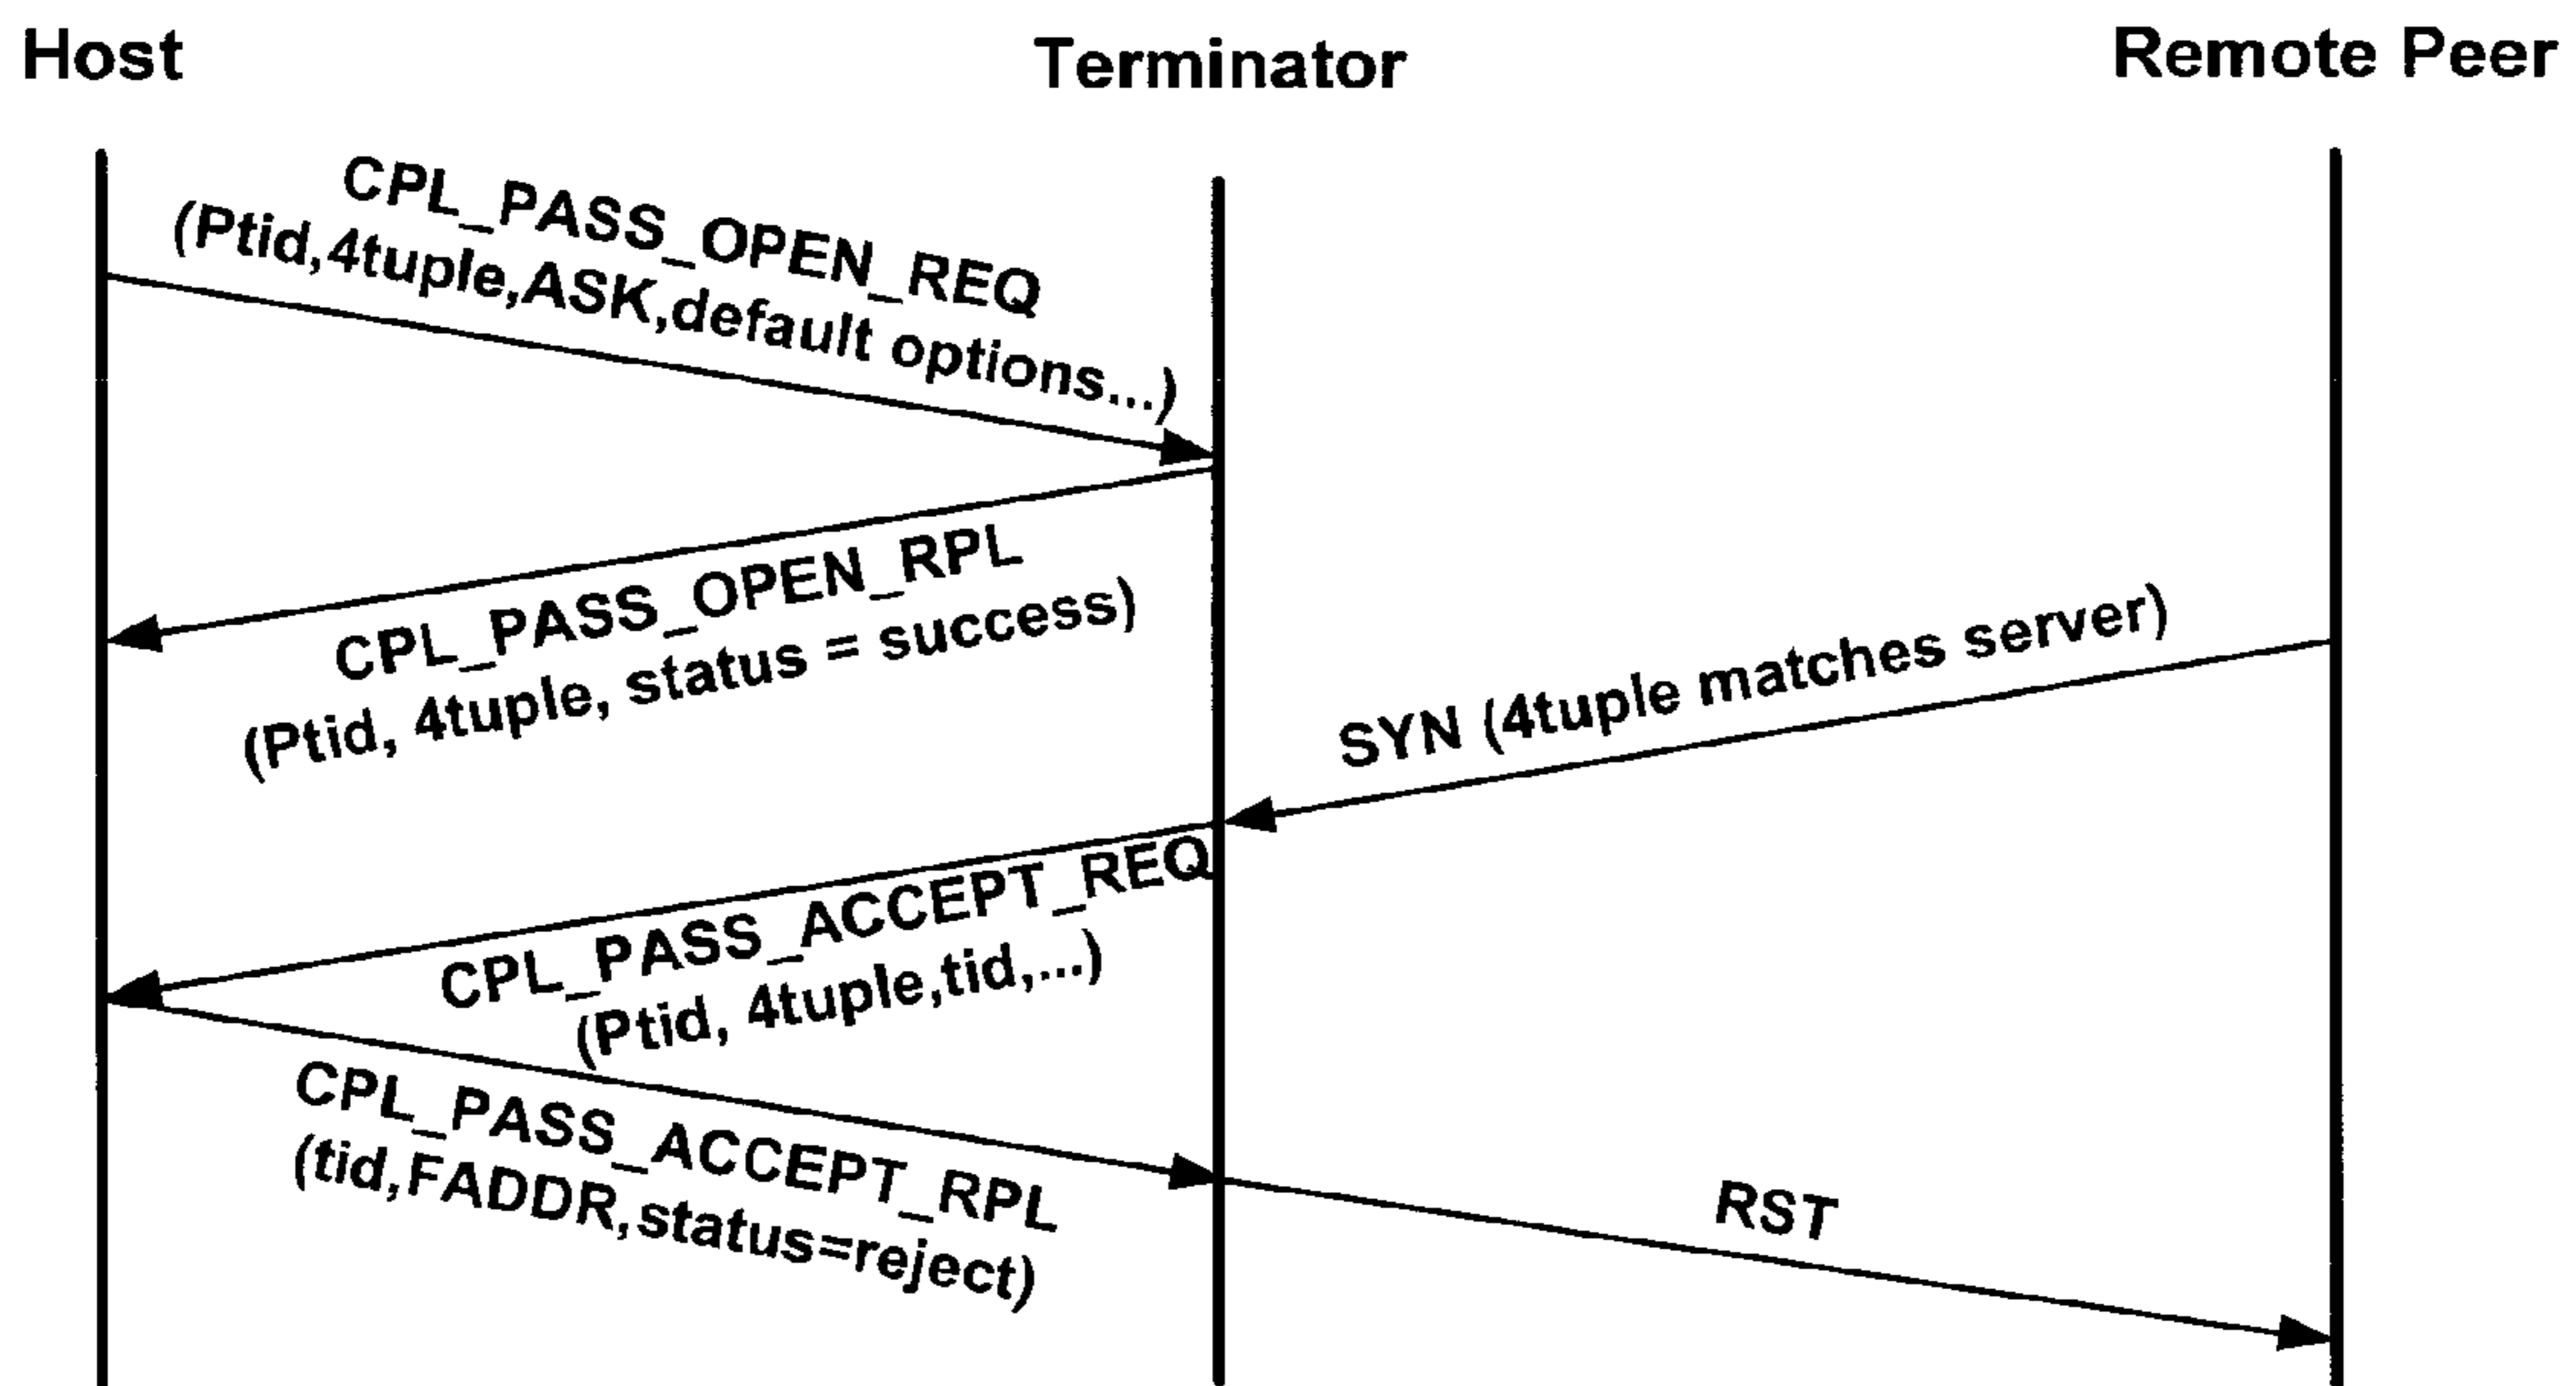 Host
Terminator
Remote Peer
CPL_PASS_OPEN_REQ
(Ptid,4tuple,ASK,default options...)
CPL_PASS_OPEN_RPL
(Ptid, 4tuple, status = success)
SYN (4tuple matches server)
CPL_PASS_ACCEPT_REQ
(Ptid, 4tuple,tid,...)
CPL_PASS_ACCEPT_RPL
(tid,FADDR,status=reject)
RST